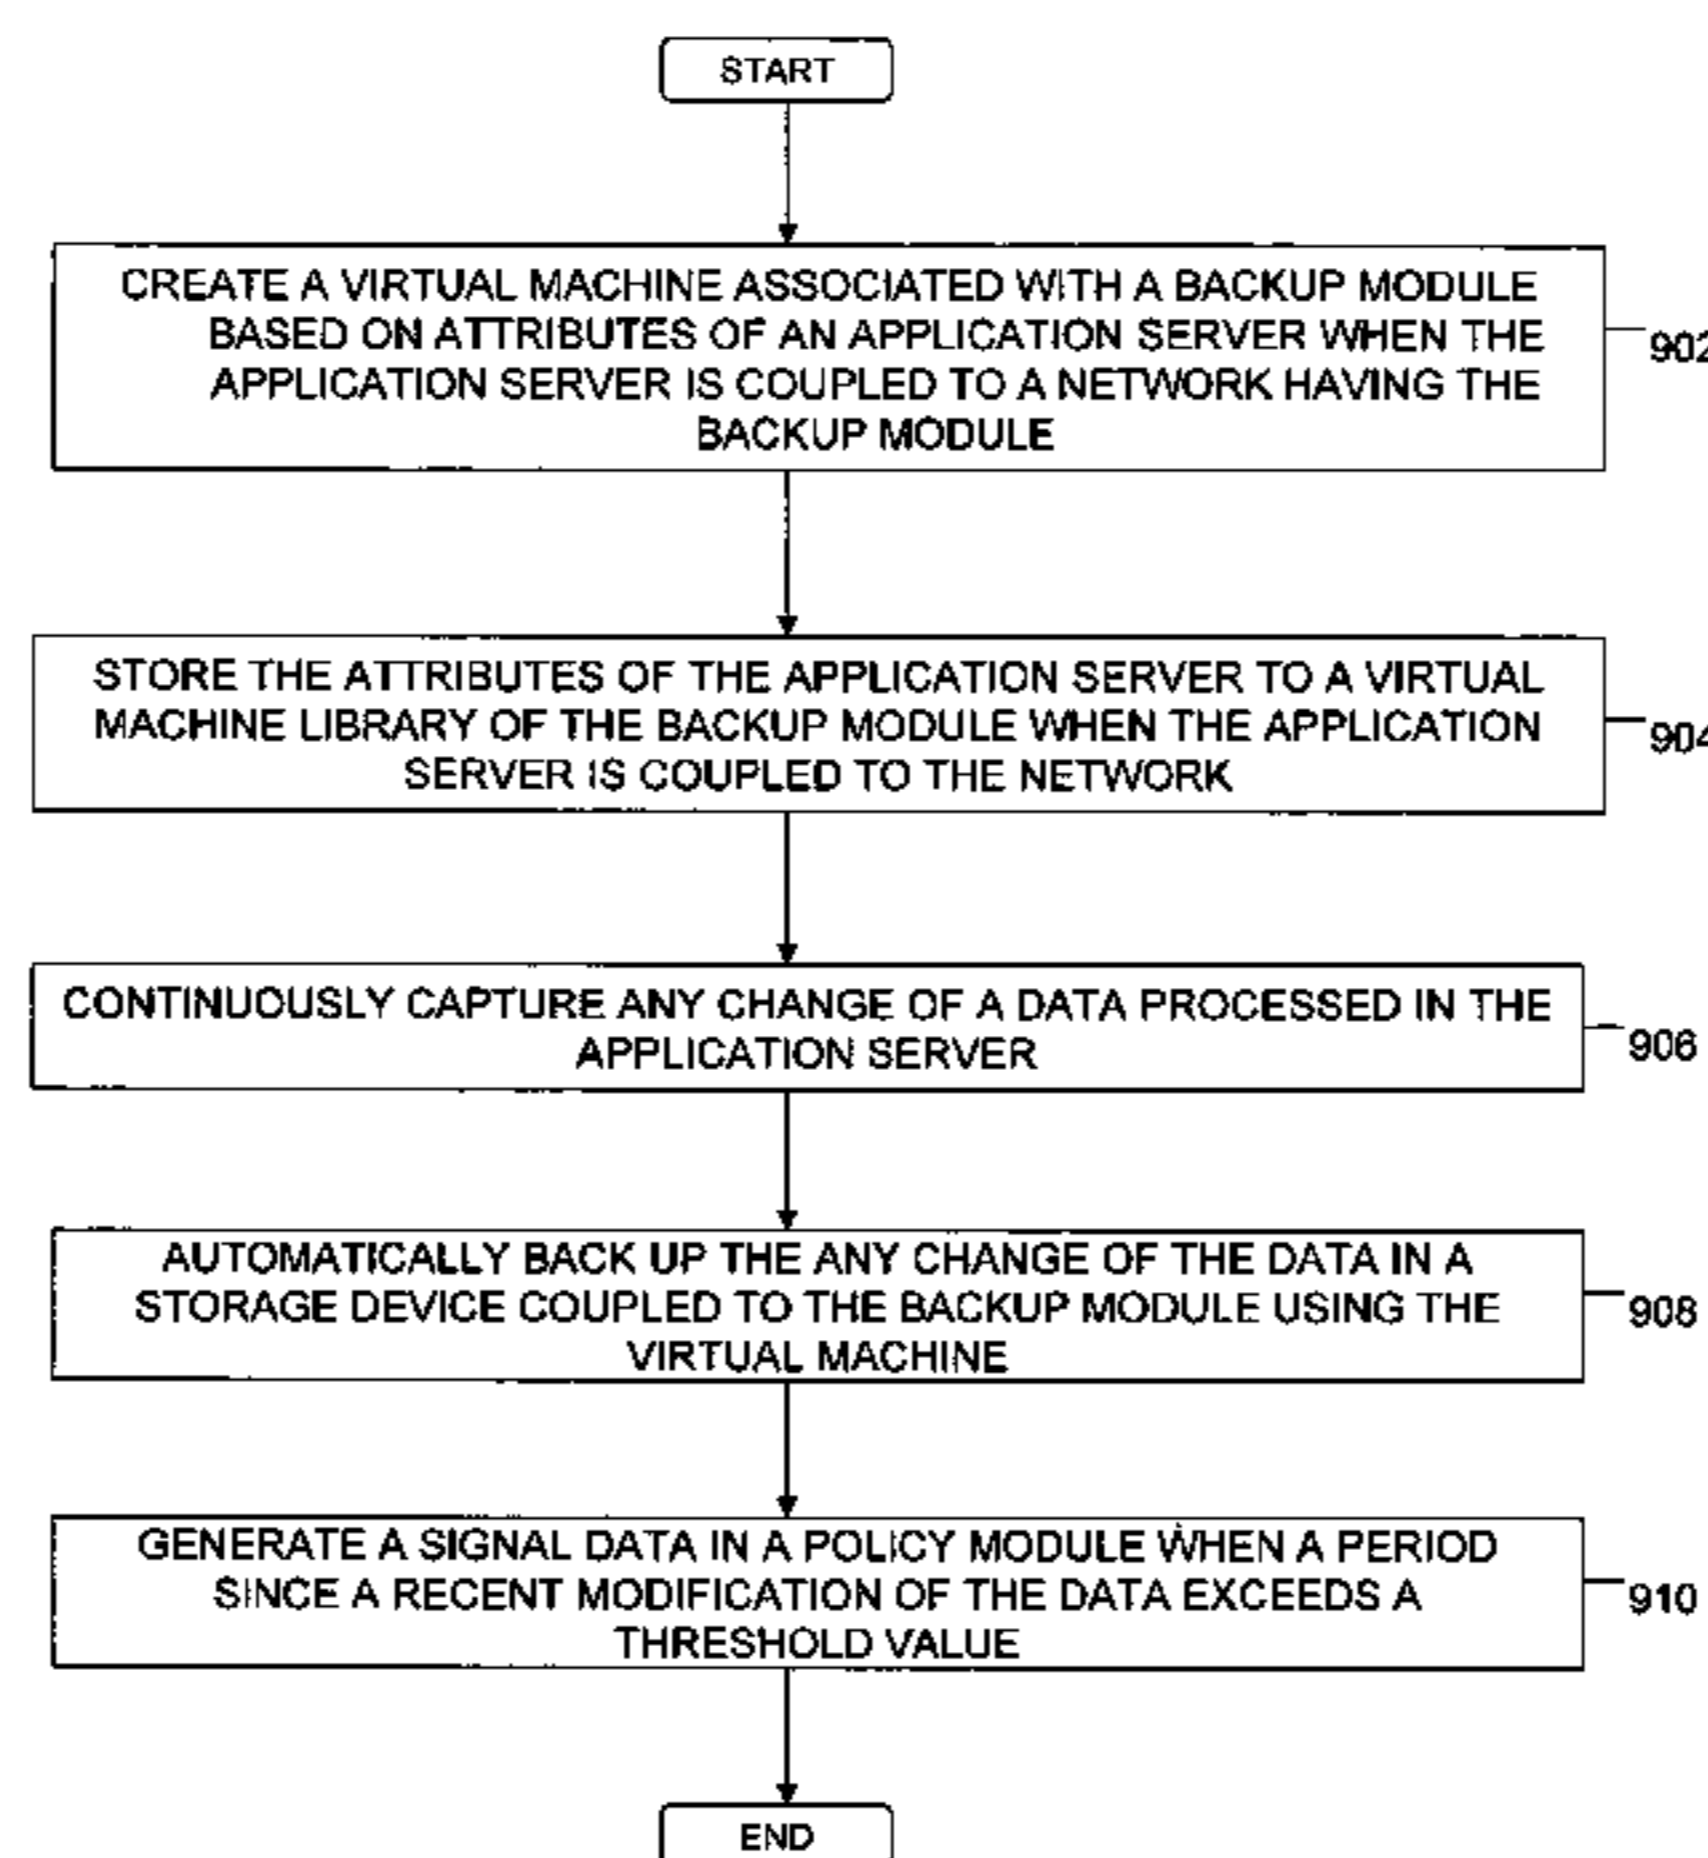 START
CREATE A VIRTUAL MACHINE ASSOCIATED WITH A BACKUP MODULE
BASED ON ATTRIBUTES OF AN APPLICATION SERVER WHEN THE
APPLICATION SERVER IS COUPLED TO A NETWORK HAVING THE
BACKUP MODULE
902
STORE THE ATTRIBUTES OF THE APPLICATION SERVER TO A VIRTUAL
MACHINE LIBRARY OF THE BACKUP MODULE WHEN THE APPLICATION
SERVER IS COUPLED TO THE NETWORK
904
CONTINUOUSLY CAPTURE ANY CHANGE OF A DATA PROCESSED IN THE
APPLICATION SERVER
906
AUTOMATICALLY BACK UP THE ANY CHANGE OF THE DATA IN A
STORAGE DEVICE COUPLED TO THE BACKUP MODULE USING THE
VIRTUAL MACHINE
908
GENERATE A SIGNAL DATA IN A POLICY MODULE WHEN A PERIOD
SINCE A RECENT MODIFICATION OF THE DATA EXCEEDS A
THRESHOLD VALUE
910
END